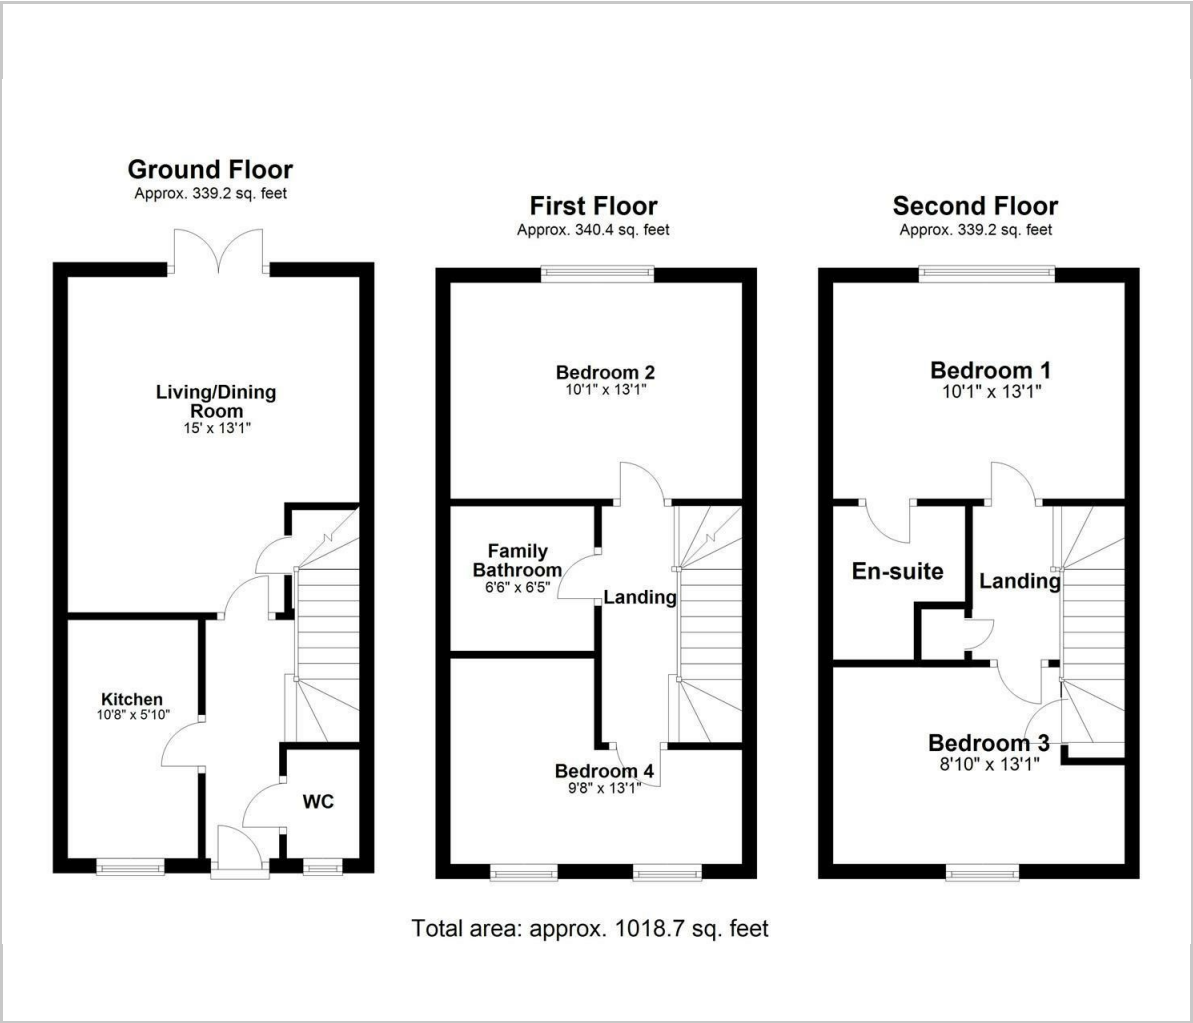 Ground Floor
Approx. 339.2 sq. feet
Living/Dining
Room
15' x 13'1"
Kitchen
10'8" x 5'10"
WC
First Floor
Approx. 340.4 sq. feet
Bedroom 2
10'1" x 13'1"
Family
Bathroom
6'6" x 6'5"
Landing
Bedroom 4
9'8" x 13'1"
Second Floor
Approx. 339.2 sq. feet
Bedroom 1
10'1" x 13'1"
En-suite
Landing
Bedroom 3
8'10" x 13'1"
Total area: approx. 1018.7 sq. feet